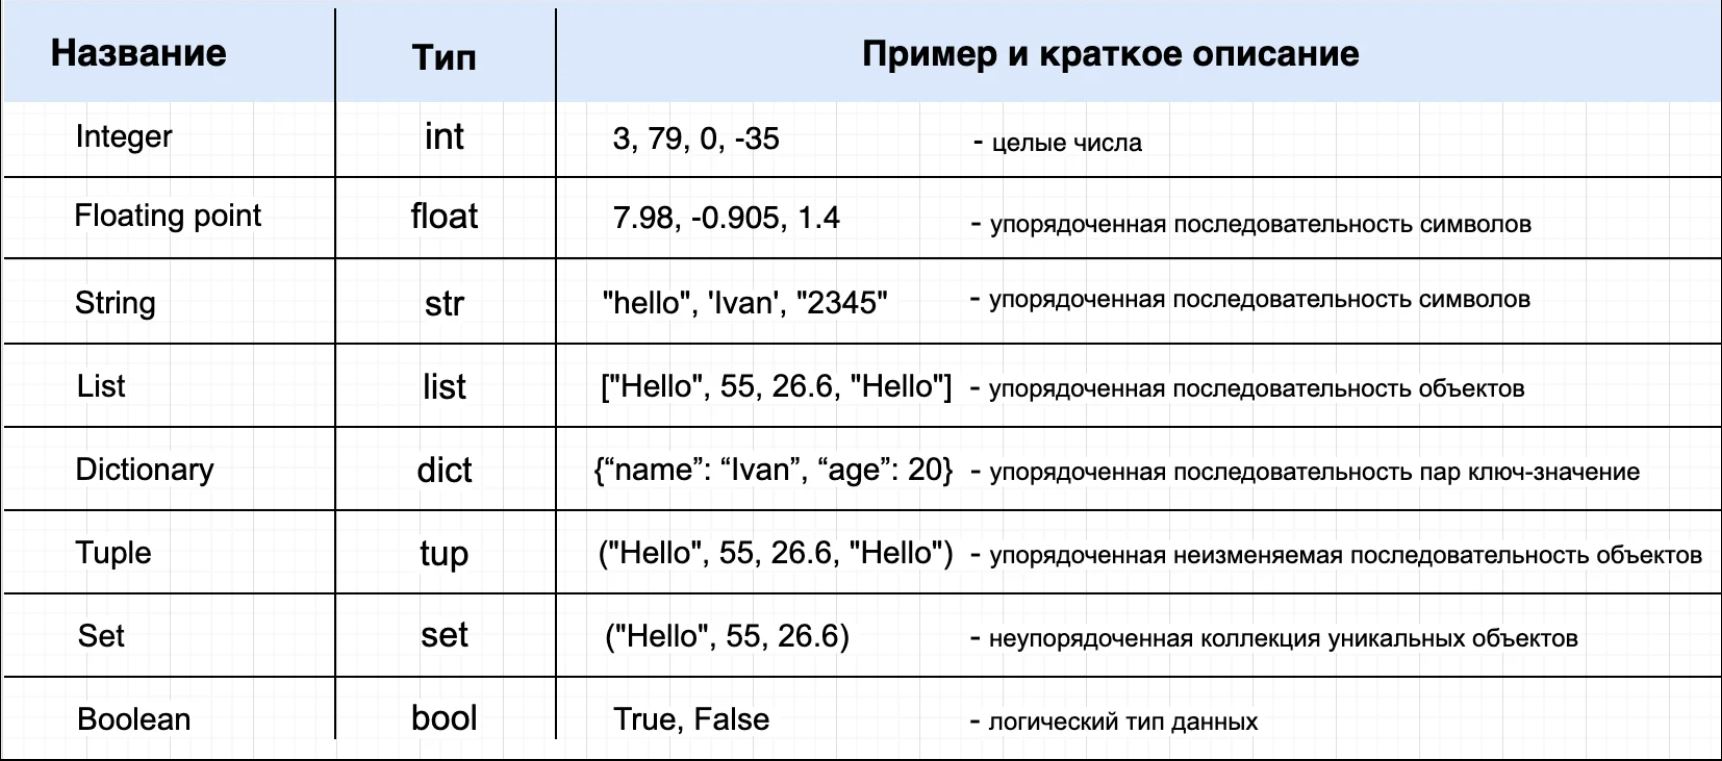 Название Тип Пример и краткое описание
Integer int 3, 79, 0, -35 - целые числа
Floating point float 7.98, -0.905, 1.4 - упорядоченная последовательность символов
String str "hello", 'Ivan', "2345" - упорядоченная последовательность символов
List list ["Hello", 55, 26.6, "Hello"] - упорядоченная последовательность объектов
Dictionary dict {“name”: “Ivan”, “age”: 20} - упорядоченная последовательность пар ключ-значение
Tuple tup ("Hello", 55, 26.6, "Hello") - упорядоченная неизменяемая последовательность объектов
Set set ("Hello", 55, 26.6) - неупорядоченная коллекция уникальных объектов
Boolean bool True, False - логический тип данных